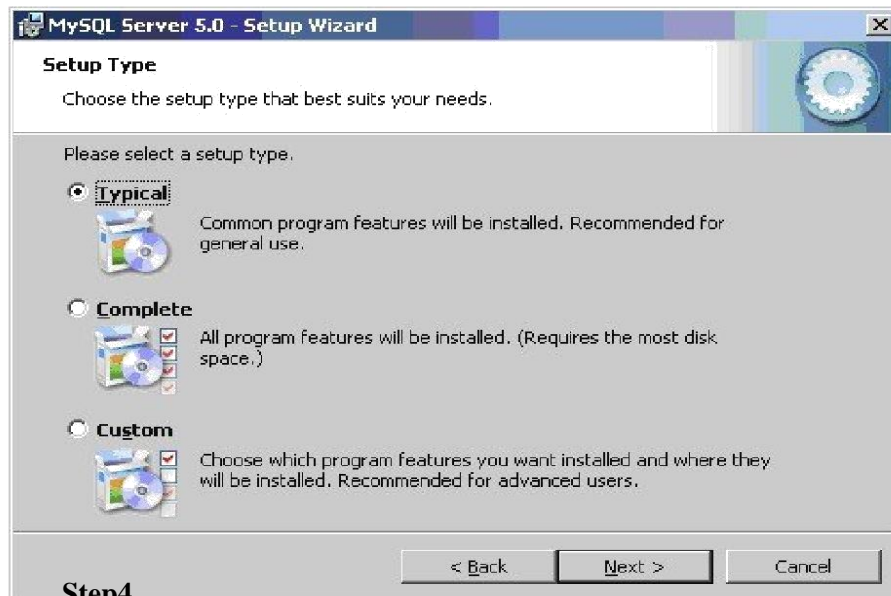 MySQL Server 5.0 - Setup Wizard
Setup Type
Choose the setup type that best suits your needs.
Please select a setup type.
Typical
Common program features will be installed. Recommended for
general use.
Complete
All program features will be installed. (Requires the most disk
space.)
Custom
Choose which program features you want installed and where they
will be installed. Recommended for advanced users.
< Back
Next >
Cancel
Step4